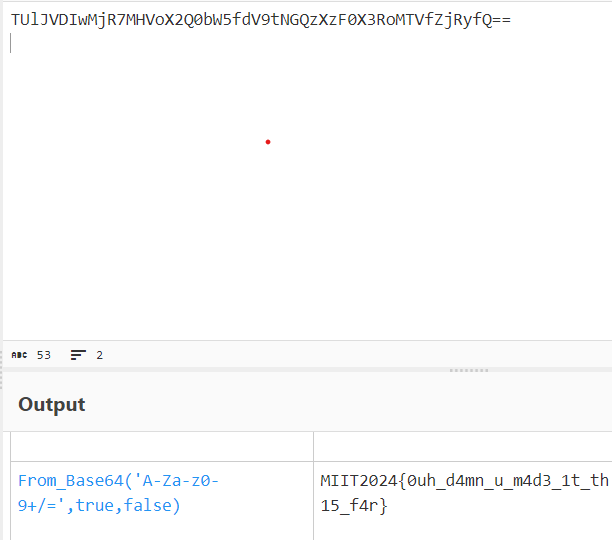 TUlJVDIwMjR7MHVoX2Q0bW5fdV9tNGQzXzF0X3RoMTVfZjRyfQ==
ABC 53 2
Output
From_Base64('A-Za-z0- MIIT2024{0uh_d4mn_u_m4d3_1t_th
9+/=',true,false) 15_f4r}